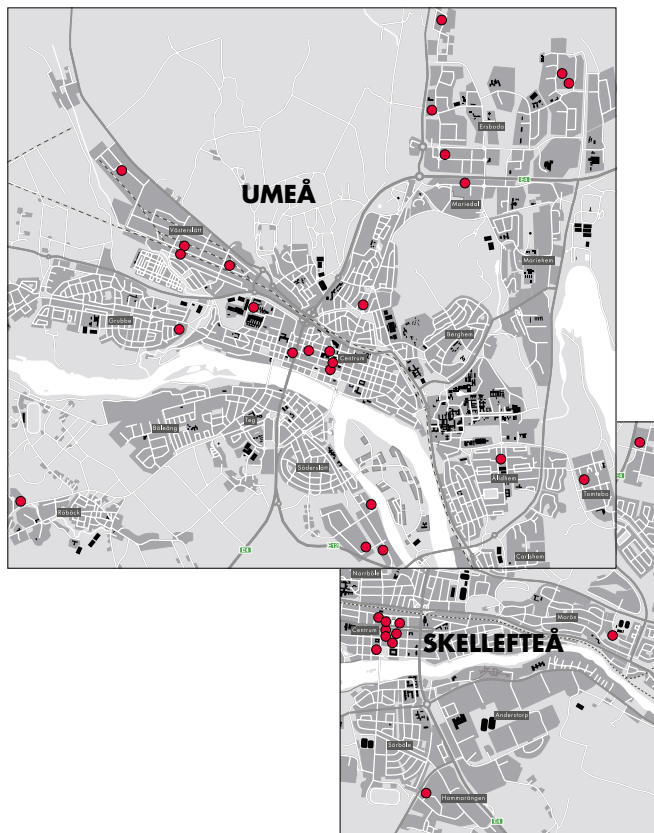 Ersboda
E4
Mariedal
UMEÅ
Västerslätt
Mariehem
Grubbe
Berghem
Centrum
Teg
Böleäng
Söderslätt
Ålidhem
Tomtebo
Röbäck
E4
E12
Carlshem
E4
Norrböle
Morön
Centrum
SKELLEFTEÅ
Anderstorp
Sörböle
Hammarängen
E4